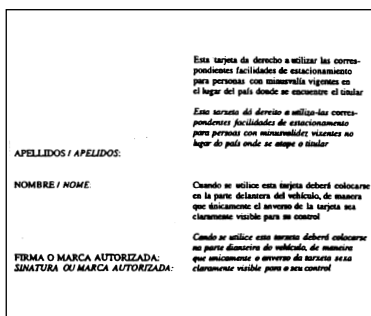 Esta tarjeta da derecho a utilizar las corres-
pondientes facilidades de estacionamiento
para personas con minusvalía vigentes en
el lugar del país donde se encuentre el titular
Esta tarxeta dá dereito a utiliza-las corres-
pondentes facilidades de estacionamento
para persoas con minusvalidez vixentes no
lugar do país onde se atope o titular
APELLIDOS / APELIDOS:
NOMBRE / NOME:
Cuando se utilice esta tarjeta deberá colocarse
en la parte delantera del vehículo, de manera
que únicamente el anverso de la tarjeta sea
claramente visible para su control
Cando se utilice esta tarxeta deberá colocarse
na parte dianteira do vehículo, de maneira
que unicamente o anverso da tarxeta sexa
claramente visible para o seu control
FIRMA O MARCA AUTORIZADA:
SINATURA OU MARCA AUTORIZADA: